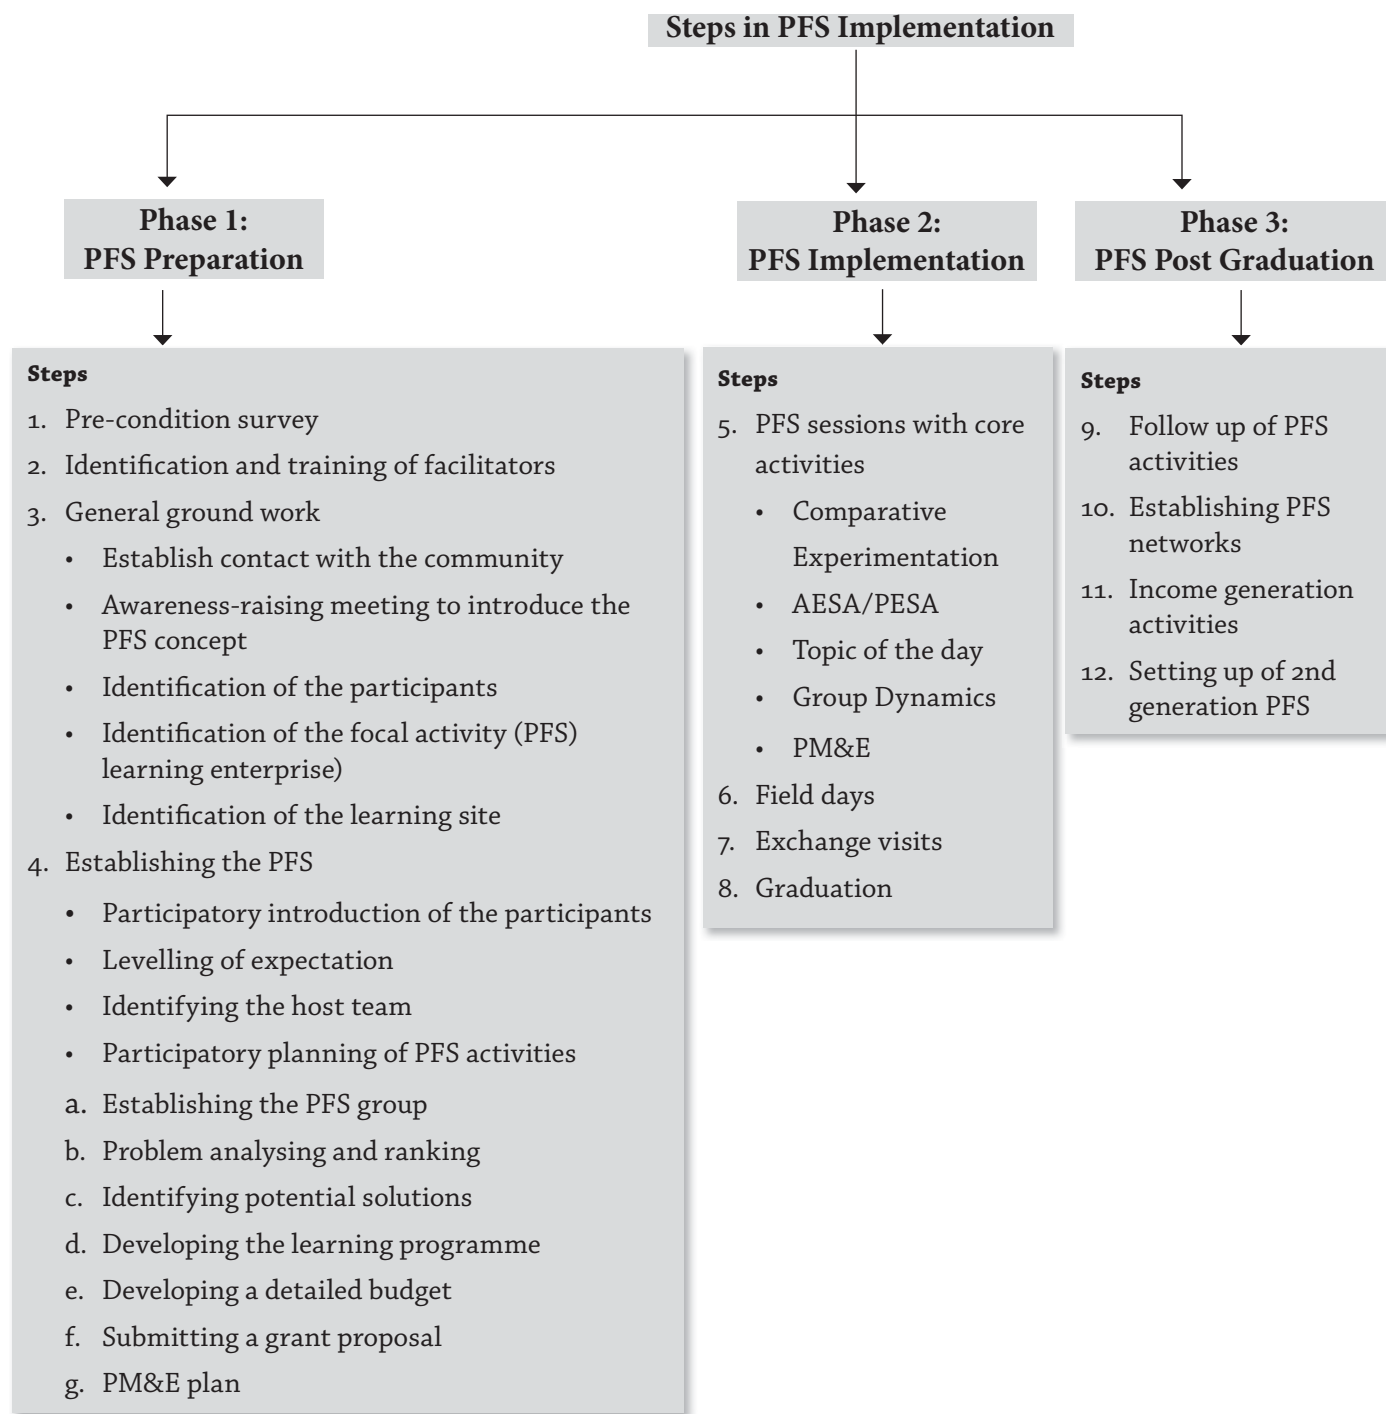 Steps in PFS Implementation
Phase 1:
PFS Preparation
Phase 2:
PFS Implementation
Phase 3:
PFS Post Graduation
Steps
1. Pre-condition survey
2. Identification and training of facilitators
3. General ground work
• Establish contact with the community
• Awareness-raising meeting to introduce the
PFS concept
• Identification of the participants
• Identification of the focal activity (PFS)
learning enterprise)
• Identification of the learning site
4. Establishing the PFS
• Participatory introduction of the participants
• Levelling of expectation
• Identifying the host team
• Participatory planning of PFS activities
a. Establishing the PFS group
b. Problem analysing and ranking
c. Identifying potential solutions
d. Developing the learning programme
e. Developing a detailed budget
f. Submitting a grant proposal
g. PM&E plan
Steps
5. PFS sessions with core
activities
• Comparative
Experimentation
• AESA/PESA
• Topic of the day
• Group Dynamics
• PM&E
6. Field days
7. Exchange visits
8. Graduation
Steps
9. Follow up of PFS
activities
10. Establishing PFS
networks
11. Income generation
activities
12. Setting up of 2nd
generation PFS